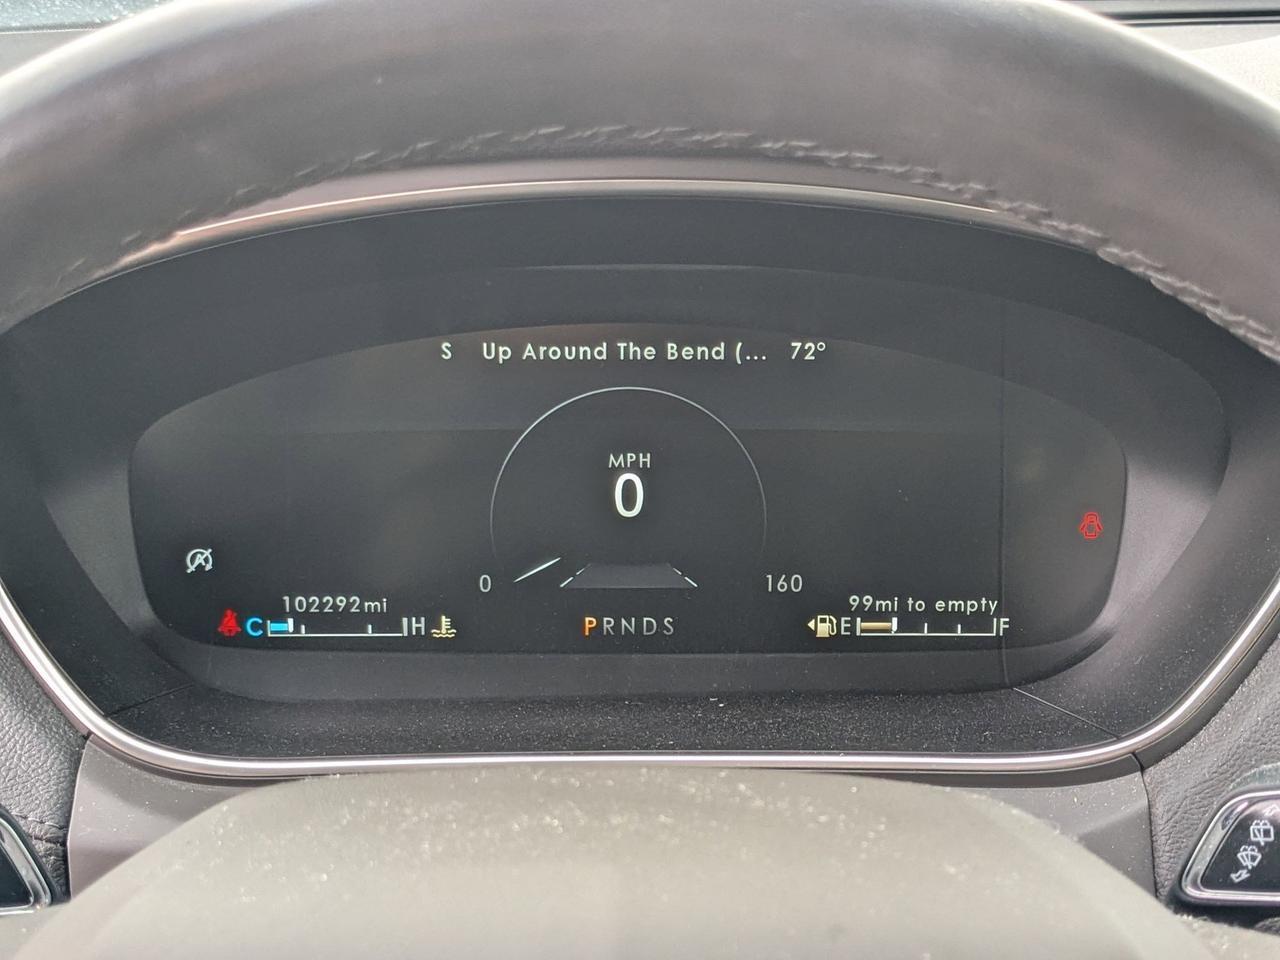 S Up Around The Bend (... 72°
MPH
0
0 160
102292mi 99mi to empty
C H PRNDS E F